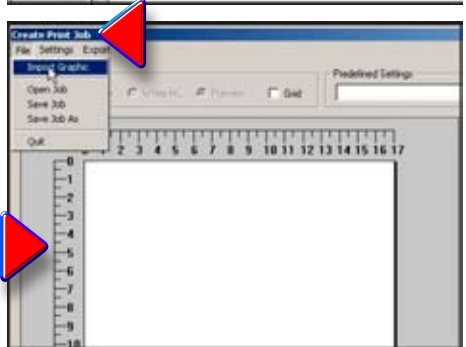 Create Print Job
File Settings Export
Import Graphic
Open Job
Save Job
Save Job As
Quit
Predefined Settings
Grid
2 3 4 5 6 7 8 9 10 11 12 13 14 15 16 17
0
1
2
3
4
5
6
7
8
9
10